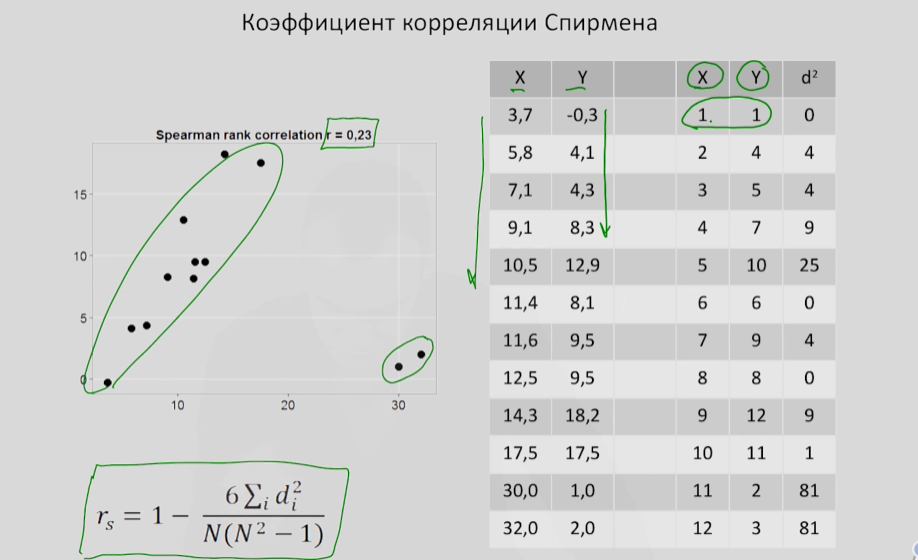 Коэффициент корреляции Спирмена
Spearman rank correlation r = 0,23
15
10
5
0
10 20 30
r_s = 1 − 6 ∑_i d_i^2 / N(N^2 − 1)
X Y X Y d²
3,7 -0,3 1. 1 0
5,8 4,1 2 4 4
7,1 4,3 3 5 4
9,1 8,3 4 7 9
10,5 12,9 5 10 25
11,4 8,1 6 6 0
11,6 9,5 7 9 4
12,5 9,5 8 8 0
14,3 18,2 9 12 9
17,5 17,5 10 11 1
30,0 1,0 11 2 81
32,0 2,0 12 3 81